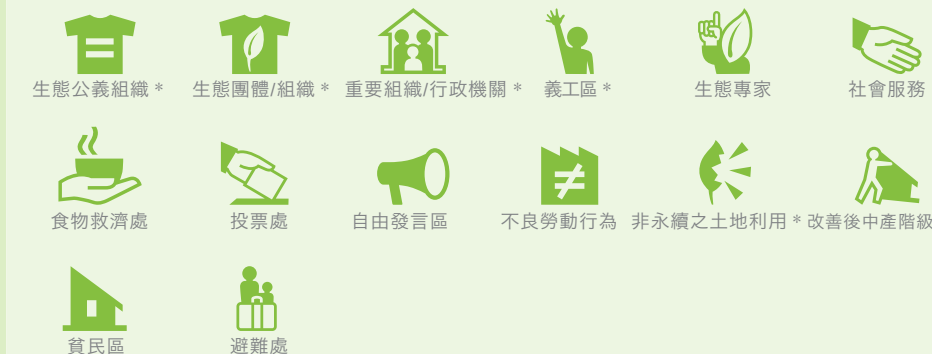 生態公義組織 * 生態團體/組織 * 重要組織/行政機關 * 義工區 * 生態專家 社會服務
食物救濟處 投票處 自由發言區 不良勞動行為 非永續之土地利用 * 改善後中產階級
貧民區 避難處